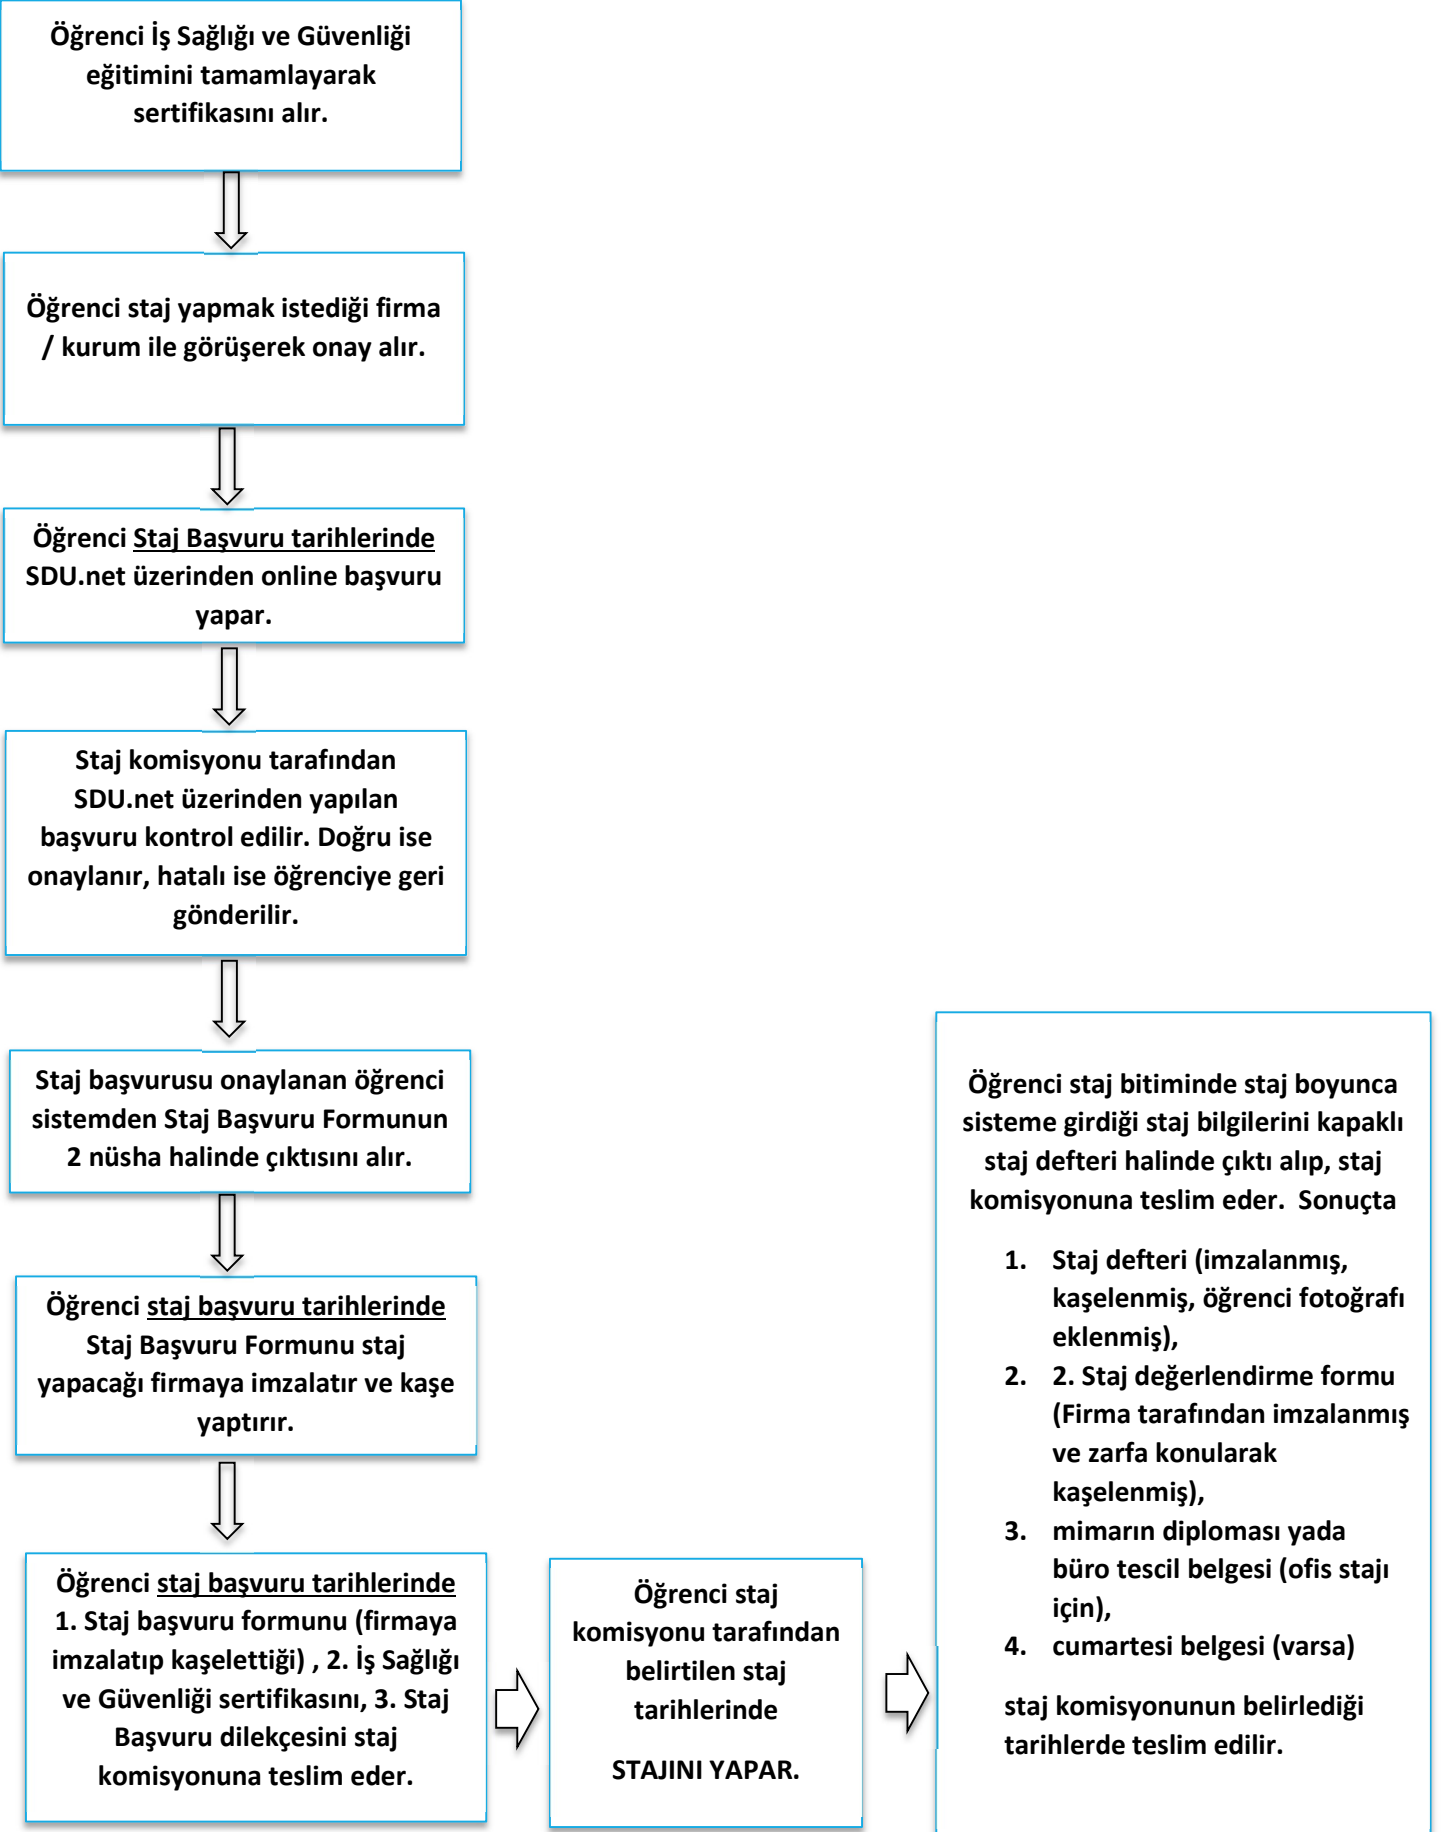 Öğrenci İş Sağlığı ve Güvenliği
eğitimini tamamlayarak
sertifikasını alır.
Öğrenci staj yapmak istediği firma
/ kurum ile görüşerek onay alır.
Öğrenci Staj Başvuru tarihlerinde
SDU.net üzerinden online başvuru
yapar.
Staj komisyonu tarafından
SDU.net üzerinden yapılan
başvuru kontrol edilir. Doğru ise
onaylanır, hatalı ise öğrenciye geri
gönderilir.
Staj başvurusu onaylanan öğrenci
sistemden Staj Başvuru Formunun
2 nüsha halinde çıktısını alır.
Öğrenci staj başvuru tarihlerinde
Staj Başvuru Formunu staj
yapacağı firmaya imzalatır ve kaşe
yaptırır.
Öğrenci staj başvuru tarihlerinde
1. Staj başvuru formunu (firmaya
imzalatıp kaşelettiği) , 2. İş Sağlığı
ve Güvenliği sertifikasını, 3. Staj
Başvuru dilekçesini staj
komisyonuna teslim eder.
Öğrenci staj
komisyonu tarafından
belirtilen staj
tarihlerinde
STAJINI YAPAR.
Öğrenci staj bitiminde staj boyunca
sisteme girdiği staj bilgilerini kapaklı
staj defteri halinde çıktı alıp, staj
komisyonuna teslim eder.  Sonuçta
1. Staj defteri (imzalanmış,
kaşelenmiş, öğrenci fotoğrafı
eklenmiş),
2. 2. Staj değerlendirme formu
(Firma tarafından imzalanmış
ve zarfa konularak
kaşelenmiş),
3. mimarın diploması yada
büro tescil belgesi (ofis stajı
için),
4. cumartesi belgesi (varsa)
staj komisyonunun belirlediği
tarihlerde teslim edilir.